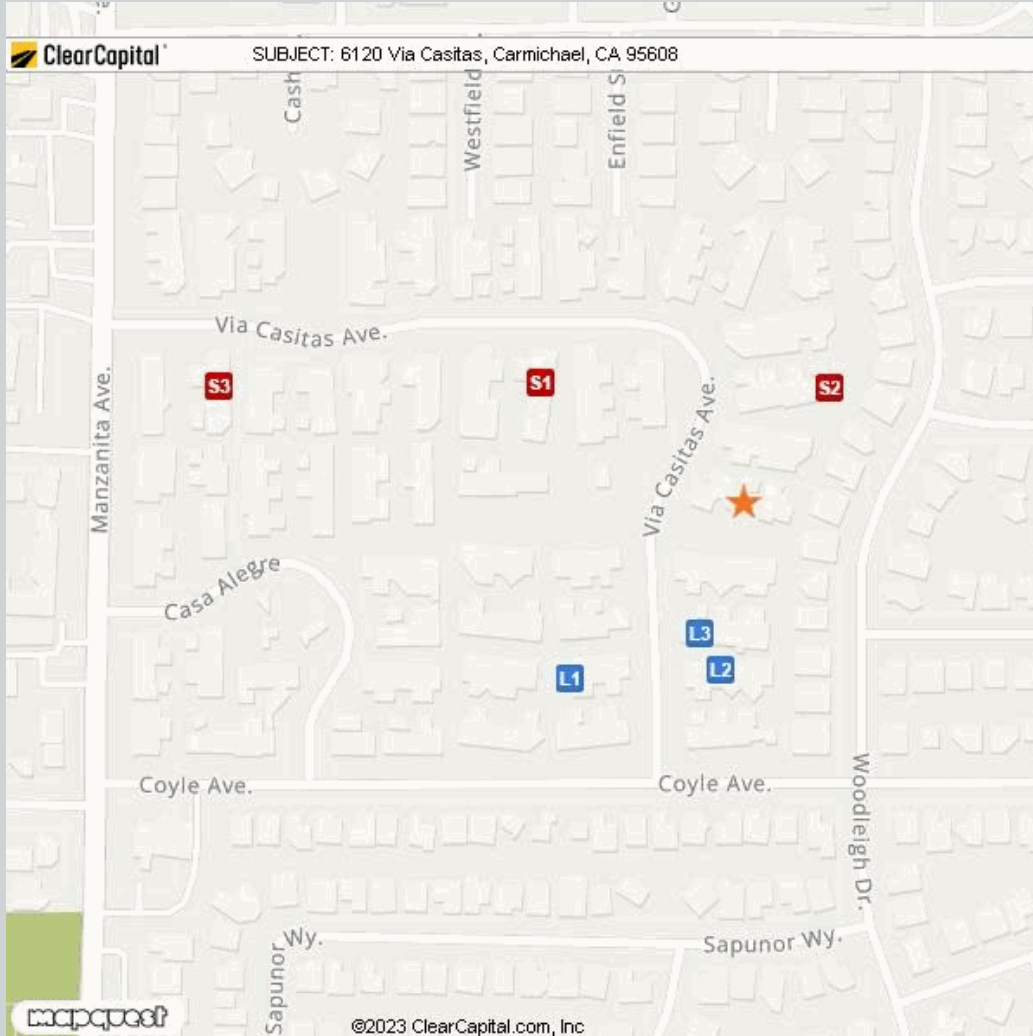 ClearCapital
SUBJECT: 6120 Via Casitas, Carmichael, CA 95608
Cash
Westfield
Enfield S
Via Casitas Ave.
S3
S1
S2
Manzanita Ave.
Via Casitas Ave.
Casa Alegre
L3
L2
L1
Coyle Ave.
Coyle Ave.
Woodleigh Dr.
Sapunor Wy.
Sapunor Wy.
mapquest
©2023 ClearCapital.com, Inc